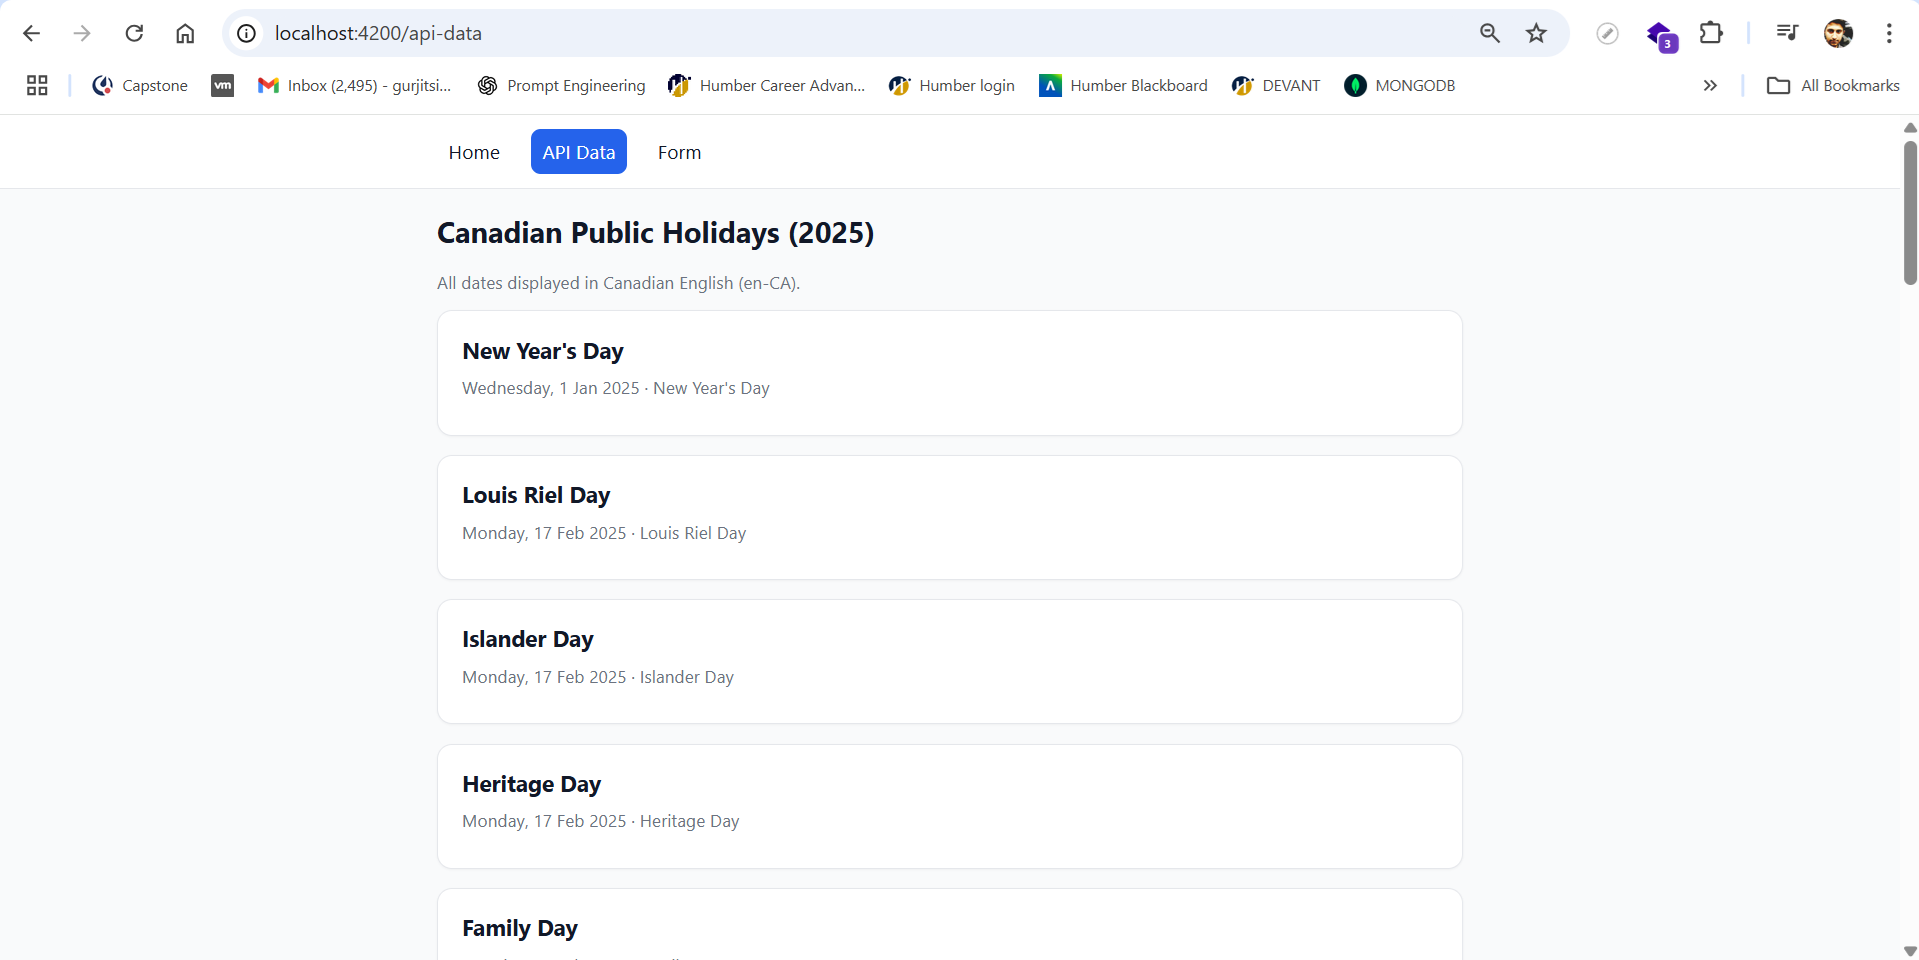 localhost:4200/api-data
3
Capstone
vm
Inbox (2,495) - gurjitsi...
Prompt Engineering
Humber Career Advan...
Humber login
Humber Blackboard
DEVANT
MONGODB
All Bookmarks
Home
API Data
Form
Canadian Public Holidays (2025)
All dates displayed in Canadian English (en-CA).
New Year's Day
Wednesday, 1 Jan 2025 · New Year's Day
Louis Riel Day
Monday, 17 Feb 2025 · Louis Riel Day
Islander Day
Monday, 17 Feb 2025 · Islander Day
Heritage Day
Monday, 17 Feb 2025 · Heritage Day
Family Day